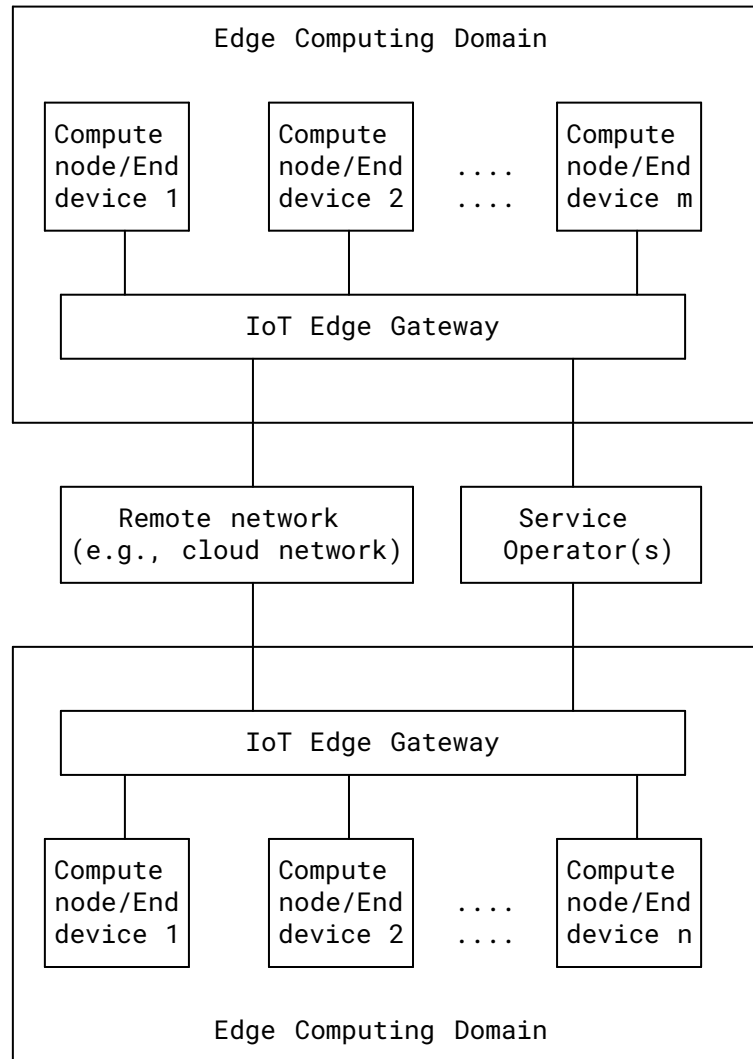 Edge Computing Domain
Compute Compute Compute
node/End node/End .... node/End
device 1 device 2 .... device m
IoT Edge Gateway
Remote network Service
(e.g., cloud network) Operator(s)
IoT Edge Gateway
Compute Compute Compute
node/End node/End .... node/End
device 1 device 2 .... device n
Edge Computing Domain